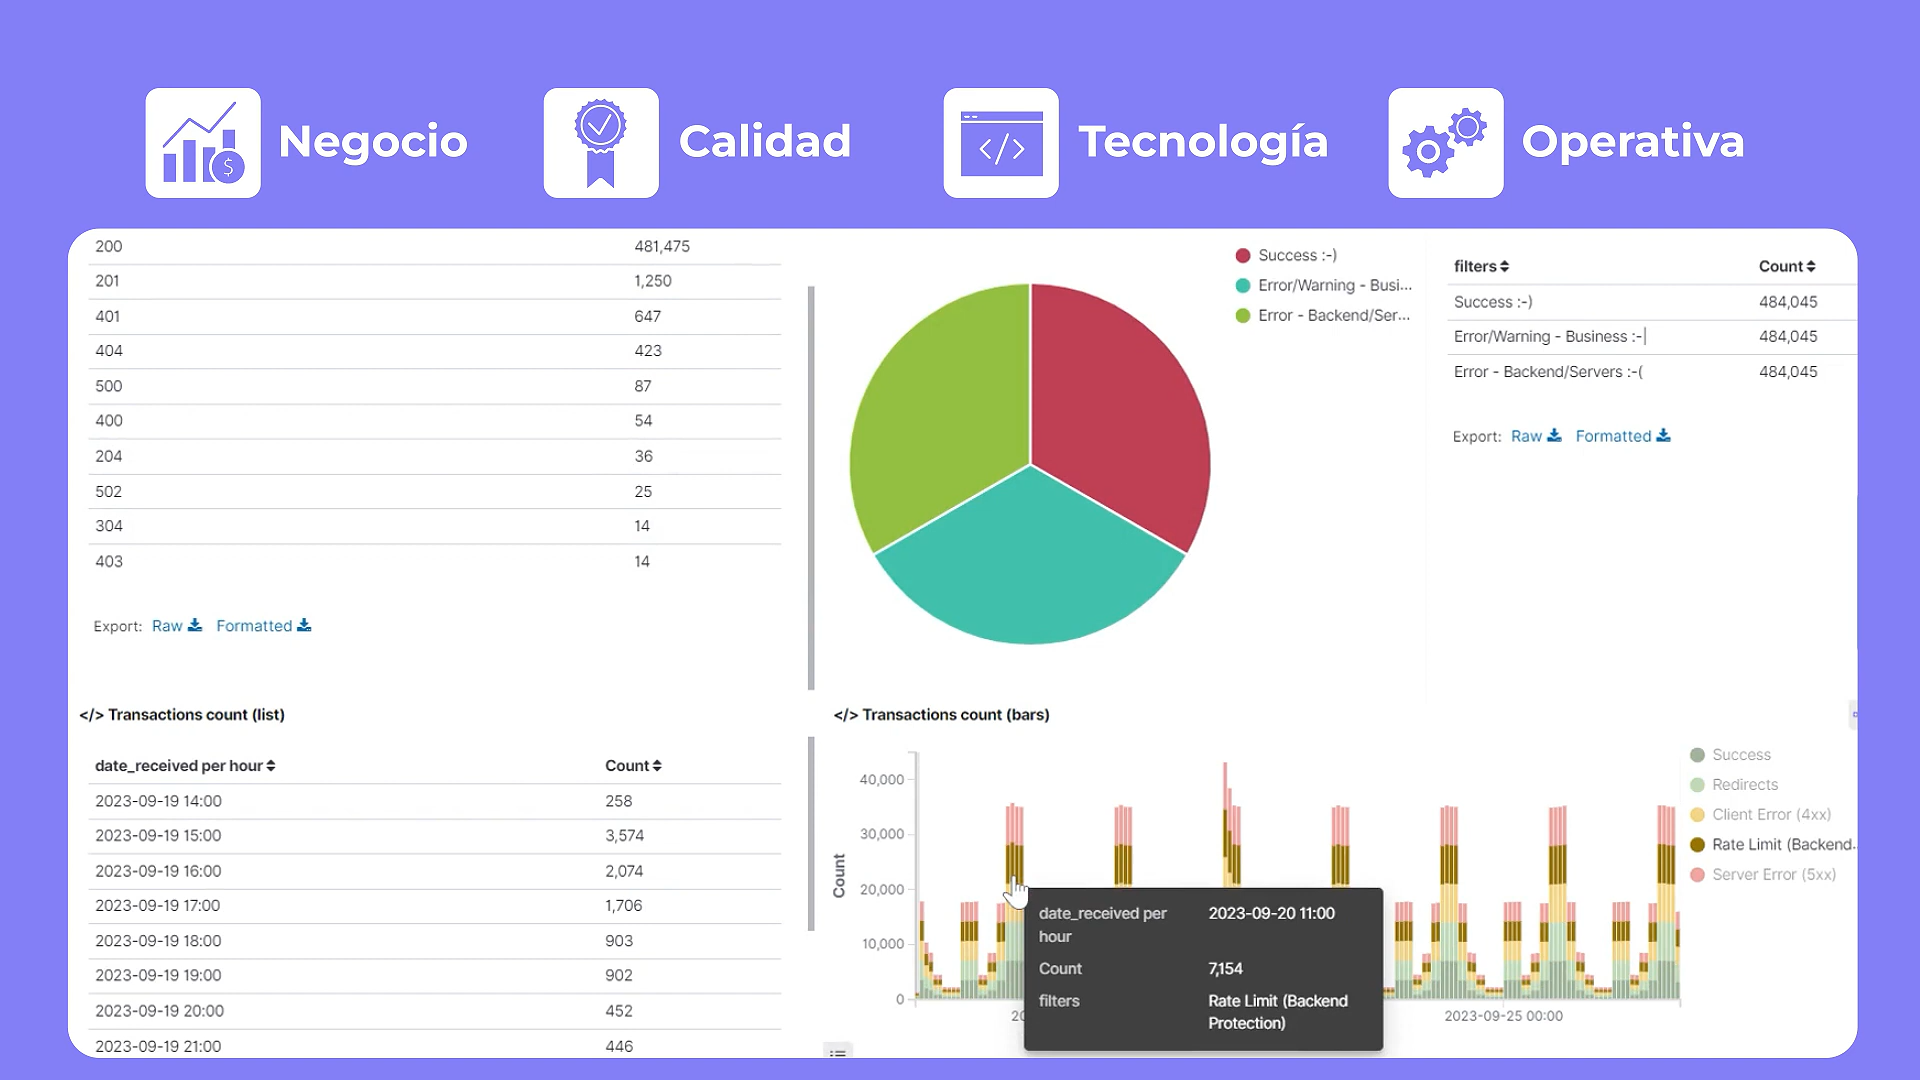 Negocio
Calidad
Tecnología
Operativa
200 481,475
201 1,250
401 647
404 423
500 87
400 54
204 36
502 25
304 14
403 14
Export: Raw Formatted
Success :-)
Error/Warning - Busi...
Error - Backend/Ser...
filters Count
Success :-) 484,045
Error/Warning - Business :-| 484,045
Error - Backend/Servers :-( 484,045
Export: Raw Formatted
</> Transactions count (list)
date_received per hour Count
2023-09-19 14:00 258
2023-09-19 15:00 3,574
2023-09-19 16:00 2,074
2023-09-19 17:00 1,706
2023-09-19 18:00 903
2023-09-19 19:00 902
2023-09-19 20:00 452
2023-09-19 21:00 446
</> Transactions count (bars)
Count
40,000
30,000
20,000
10,000
0
20
2023-09-25 00:00
date_received per hour 2023-09-20 11:00
Count 7,154
filters Rate Limit (Backend
Protection)
Success
Redirects
Client Error (4xx)
Rate Limit (Backend...
Server Error (5xx)